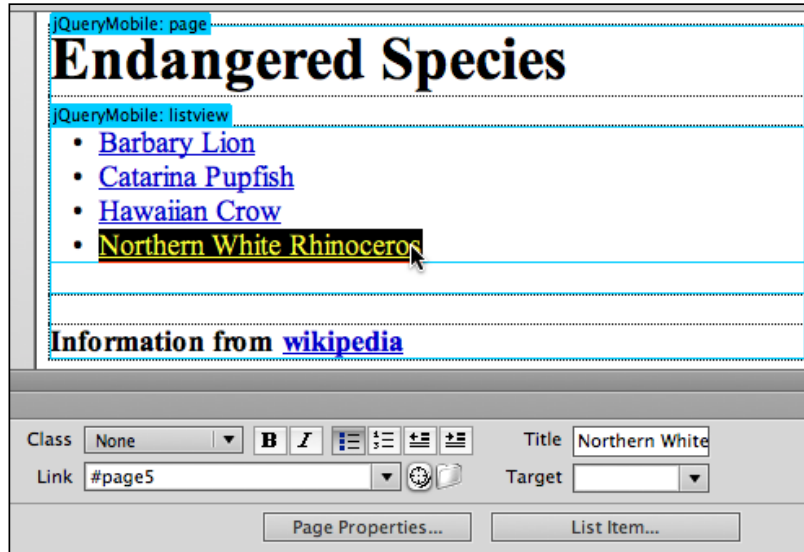 jQueryMobile: page
Endangered Species
jQueryMobile: listview
• Barbary Lion
• Catarina Pupfish
• Hawaiian Crow
• Northern White Rhinoceros
Information from wikipedia
Class None B I Title Northern White
Link #page5 Target
Page Properties... List Item...